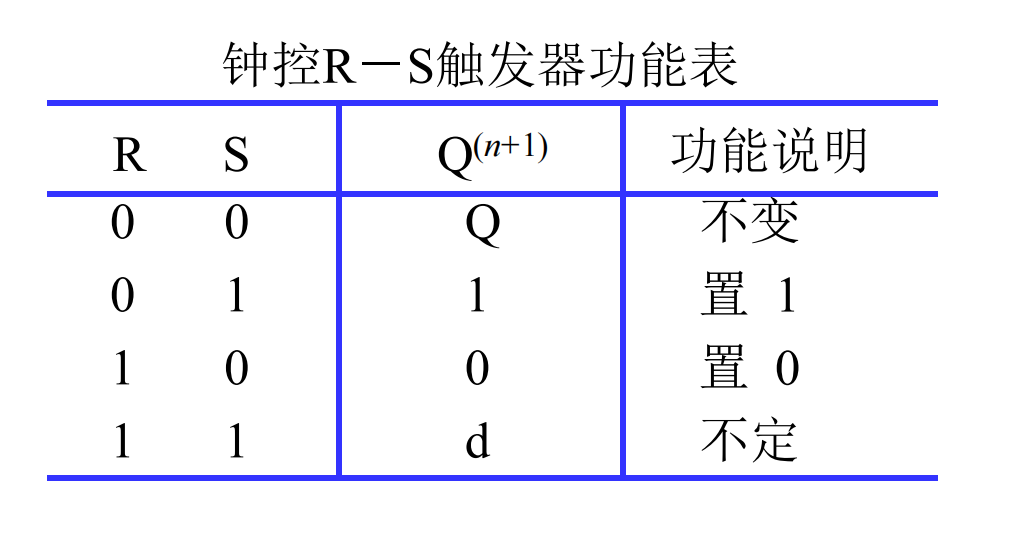 钟控R－S触发器功能表
R S Q(n+1) 功能说明
0 0 Q 不变
0 1 1 置 1
1 0 0 置 0
1 1 d 不定